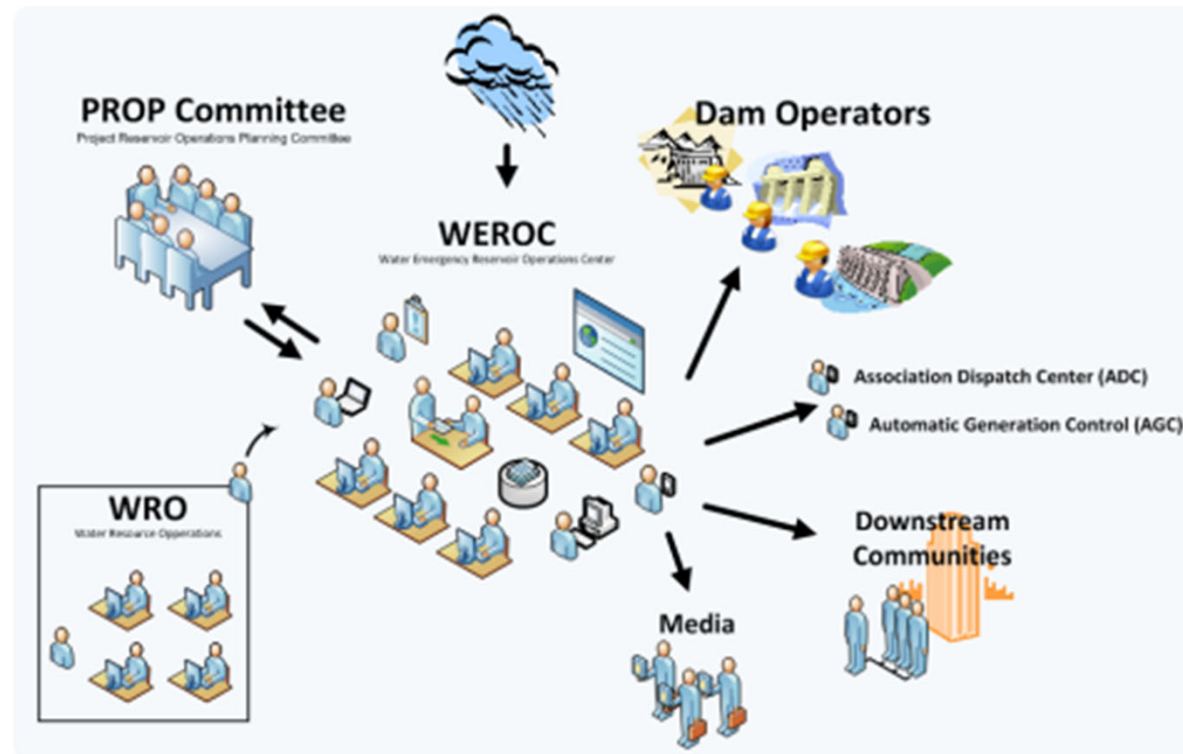 PROP Committee
Project Reservoir Operations Planning Committee
Dam Operators
WEROC
Water Emergency Reservoir Operations Center
Association Dispatch Center (ADC)
Automatic Generation Control (AGC)
WRO
Water Resource Opperations
Downstream
Communities
Media